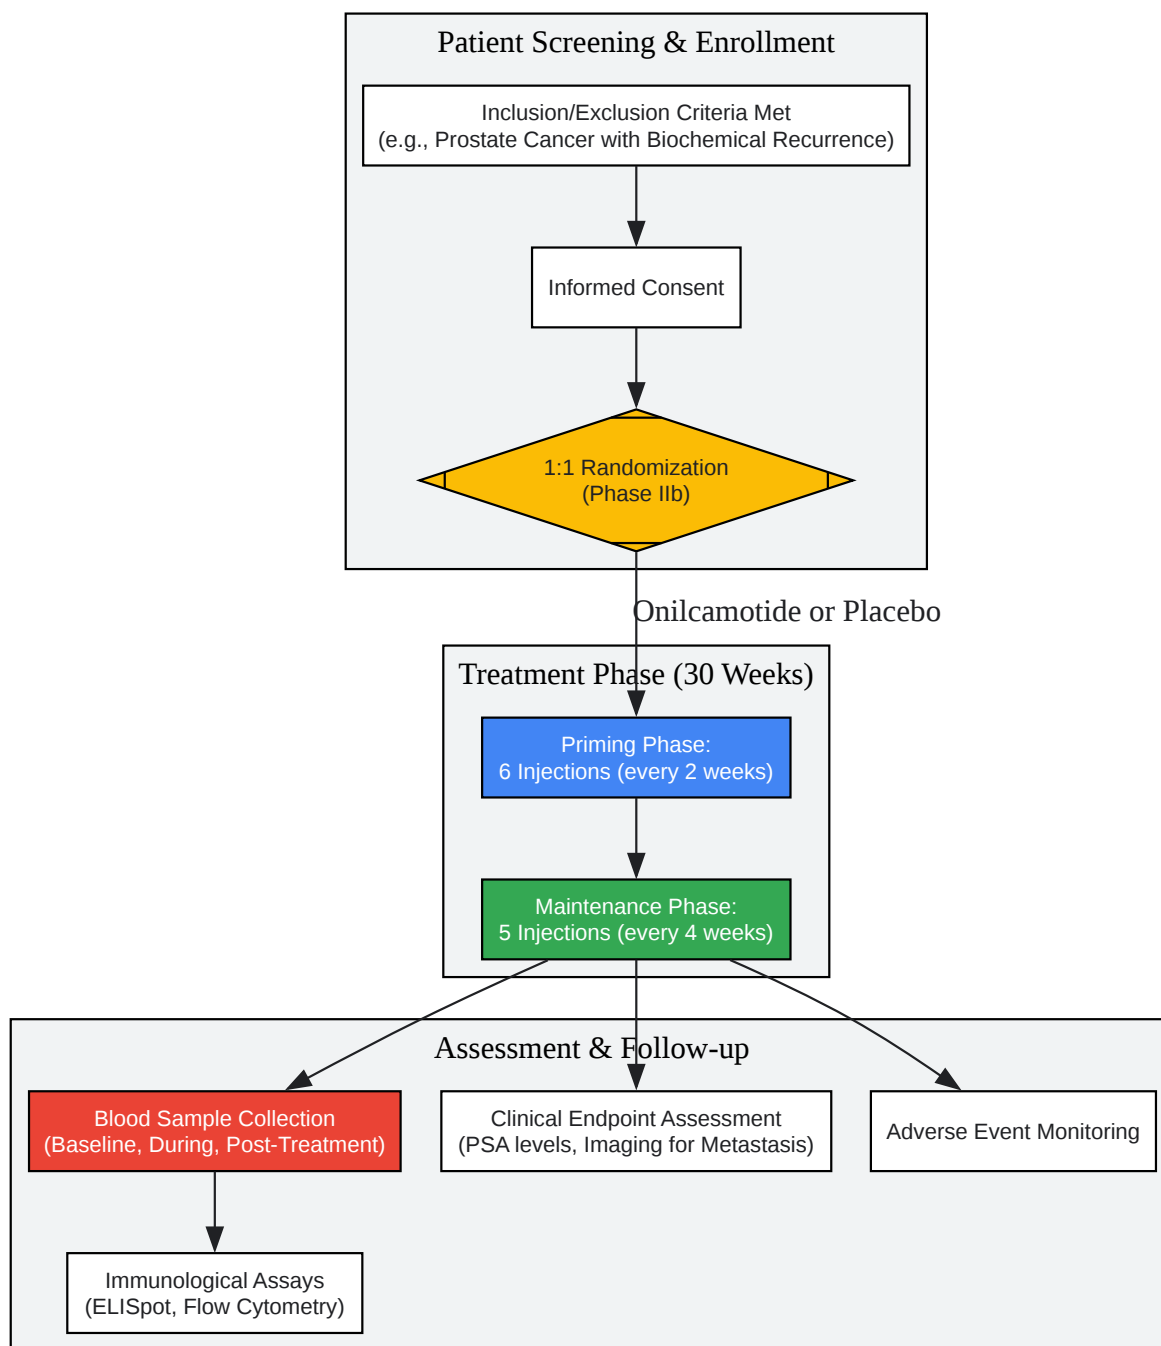 Patient Screening & Enrollment
Inclusion/Exclusion Criteria Met
(e.g., Prostate Cancer with Biochemical Recurrence)
Informed Consent
1:1 Randomization
(Phase IIb)
Onilcamotide or Placebo
Treatment Phase (30 Weeks)
Priming Phase:
6 Injections (every 2 weeks)
Maintenance Phase:
5 Injections (every 4 weeks)
Assessment & Follow-up
Blood Sample Collection
(Baseline, During, Post-Treatment)
Clinical Endpoint Assessment
(PSA levels, Imaging for Metastasis)
Adverse Event Monitoring
Immunological Assays
(ELISpot, Flow Cytometry)